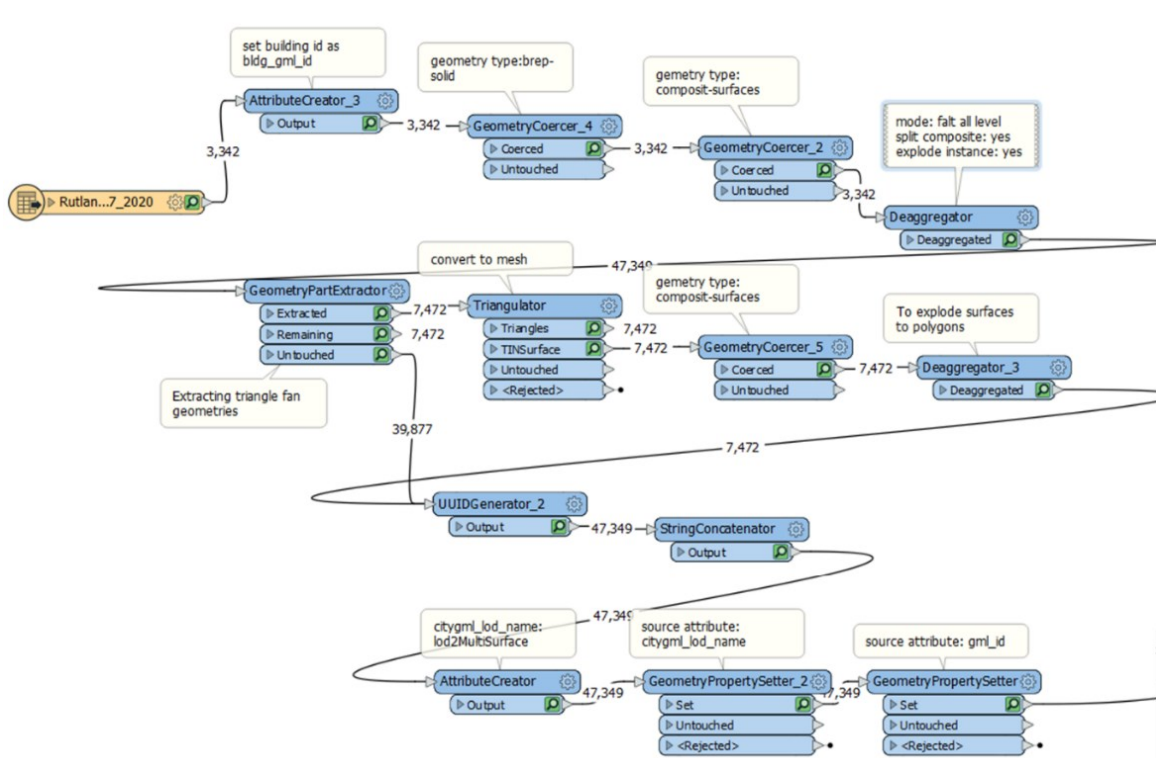 set building id as
bldg_gml_id
geometry type:brep-
solid
gemetry type:
composit-surfaces
mode: falt all level
split composite: yes
explode instance: yes
AttributeCreator_3
Output
3,342
3,342
Rutlan...7_2020
GeometryCoercer_4
Coerced
Untouched
3,342
GeometryCoercer_2
Coerced
Untouched
3,342
Deaggregator
Deaggregated
47,349
convert to mesh
gemetry type:
composit-surfaces
To explode surfaces
to polygons
GeometryPartExtractor
Extracted
Remaining
Untouched
7,472
7,472
Extracting triangle fan
geometries
Triangulator
Triangles
TINSurface
Untouched
<Rejected>
7,472
7,472
GeometryCoercer_5
Coerced
Untouched
7,472
Deaggregator_3
Deaggregated
39,877
7,472
UUIDGenerator_2
Output
47,349
StringConcatenator
Output
47,349
citygml_lod_name:
lod2MultiSurface
source attribute:
citygml_lod_name
source attribute: gml_id
AttributeCreator
Output
47,349
GeometryPropertySetter_2
Set
Untouched
<Rejected>
47,349
GeometryPropertySetter
Set
Untouched
<Rejected>